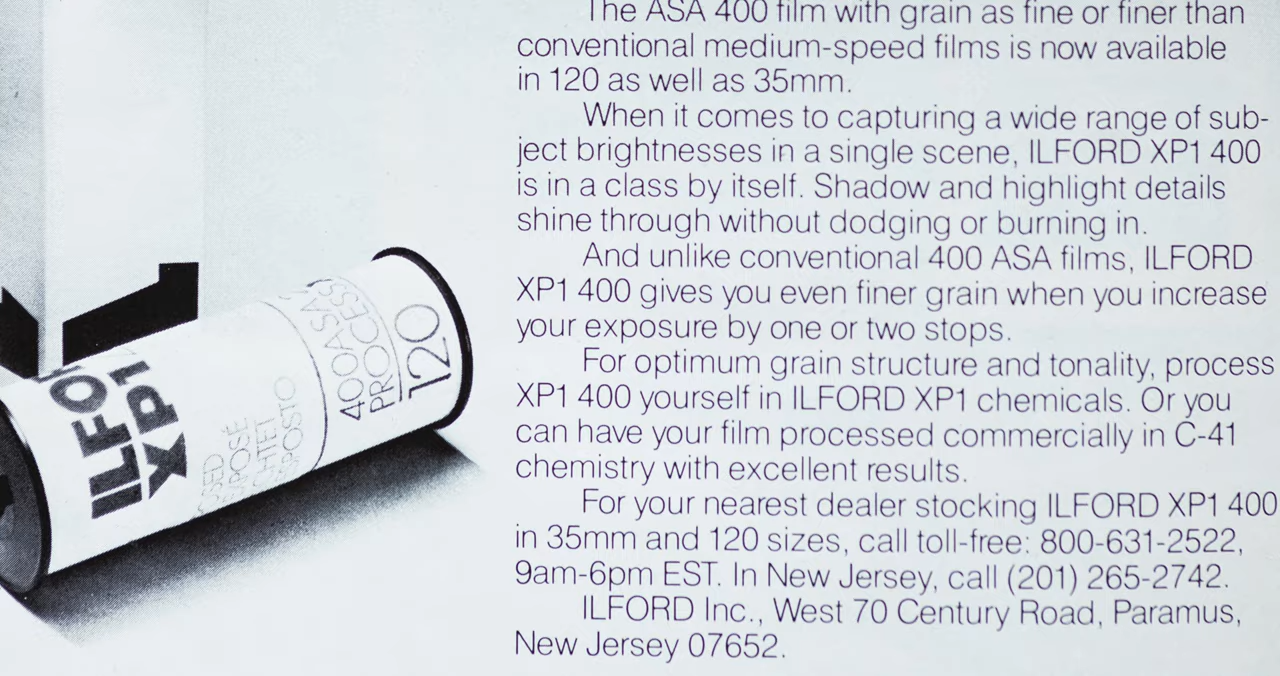 The ASA 400 film with grain as fine or finer than
conventional medium-speed films is now available
in 120 as well as 35mm.
When it comes to capturing a wide range of sub-
ject brightnesses in a single scene, ILFORD XP1 400
is in a class by itself. Shadow and highlight details
shine through without dodging or burning in.
And unlike conventional 400 ASA films, ILFORD
XP1 400 gives you even finer grain when you increase
your exposure by one or two stops.
For optimum grain structure and tonality, process
XP1 400 yourself in ILFORD XP1 chemicals. Or you
can have your film processed commercially in C-41
chemistry with excellent results.
For your nearest dealer stocking ILFORD XP1 400
in 35mm and 120 sizes, call toll-free: 800-631-2522,
9am-6pm EST. In New Jersey, call (201) 265-2742.
ILFORD Inc., West 70 Century Road, Paramus,
New Jersey 07652.
ILFO
XP1
400ASA
PROCESS
120